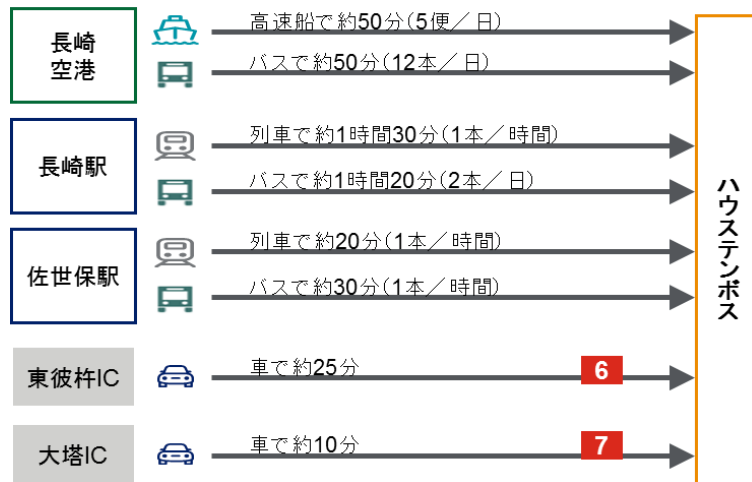 長崎
空港
高速船で約50分(5便／日)
バスで約50分(12本／日)
長崎駅
列車で約1時間30分(1本／時間)
バスで約1時間20分(2本／日)
佐世保駅
列車で約20分(1本／時間)
バスで約30分(1本／時間)
東彼杵IC
車で約25分
6
大塔IC
車で約10分
7
ハウステンボス